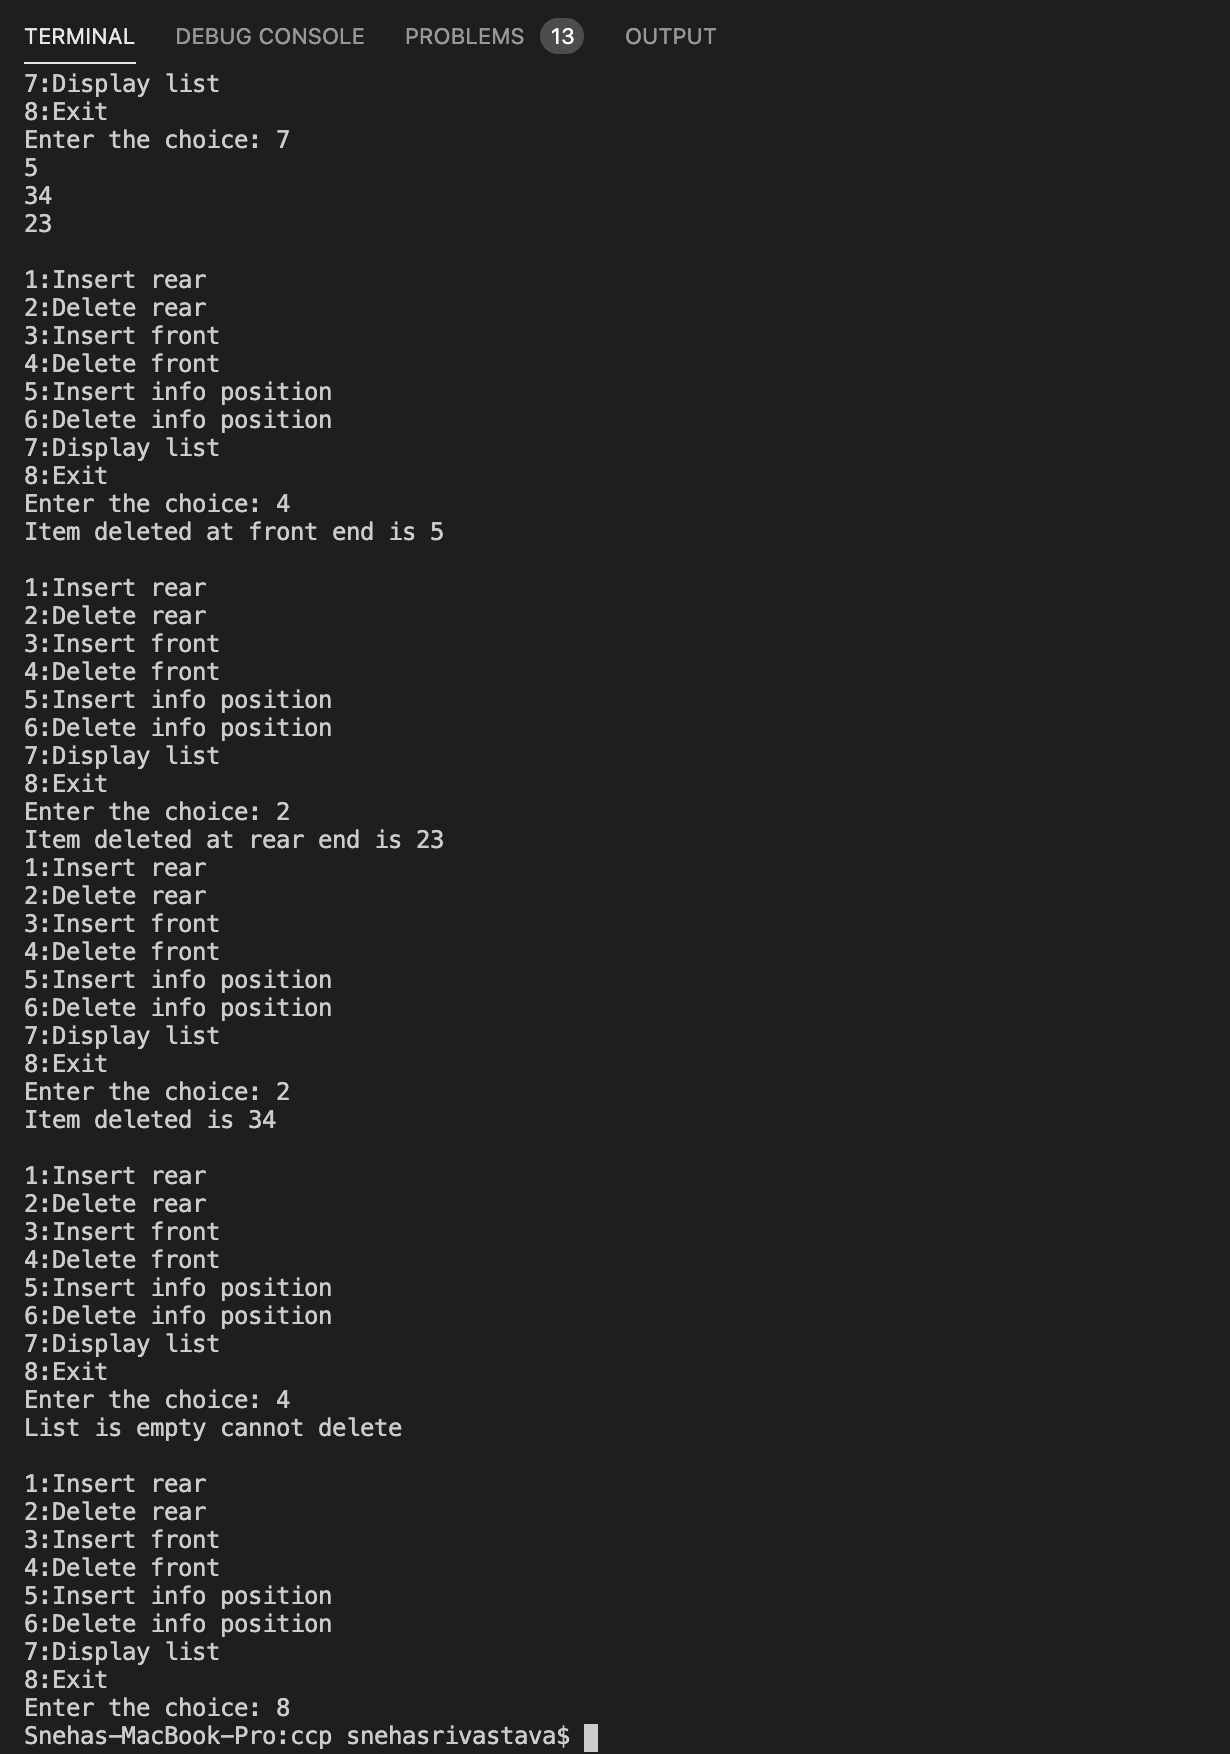 TERMINAL DEBUG CONSOLE PROBLEMS 13 OUTPUT
7:Display list
8:Exit
Enter the choice: 7
5
34
23
1:Insert rear
2:Delete rear
3:Insert front
4:Delete front
5:Insert info position
6:Delete info position
7:Display list
8:Exit
Enter the choice: 4
Item deleted at front end is 5
1:Insert rear
2:Delete rear
3:Insert front
4:Delete front
5:Insert info position
6:Delete info position
7:Display list
8:Exit
Enter the choice: 2
Item deleted at rear end is 23
1:Insert rear
2:Delete rear
3:Insert front
4:Delete front
5:Insert info position
6:Delete info position
7:Display list
8:Exit
Enter the choice: 2
Item deleted is 34
1:Insert rear
2:Delete rear
3:Insert front
4:Delete front
5:Insert info position
6:Delete info position
7:Display list
8:Exit
Enter the choice: 4
List is empty cannot delete
1:Insert rear
2:Delete rear
3:Insert front
4:Delete front
5:Insert info position
6:Delete info position
7:Display list
8:Exit
Enter the choice: 8
Snehas-MacBook-Pro:ccp snehasrivastava$